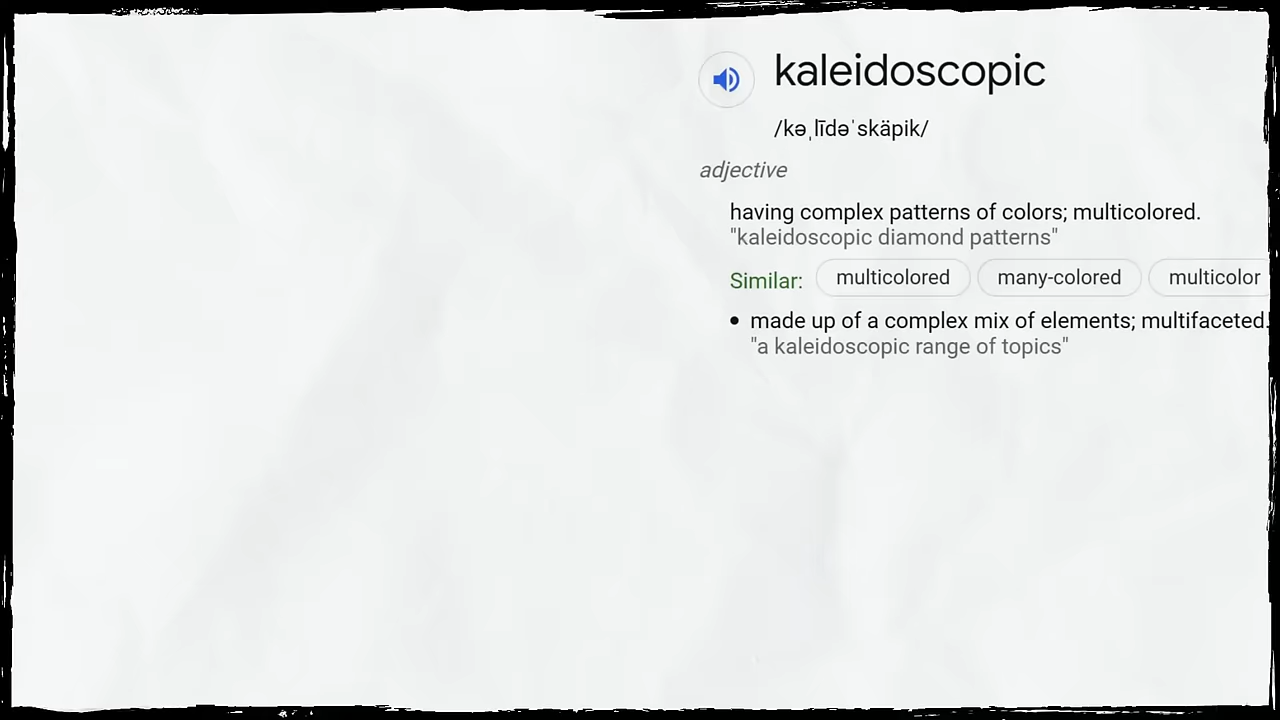 kaleidoscopic
/kəˌlīdəˈskäpik/
adjective
having complex patterns of colors; multicolored.
"kaleidoscopic diamond patterns"
Similar: multicolored many-colored multicolor
made up of a complex mix of elements; multifaceted.
"a kaleidoscopic range of topics"